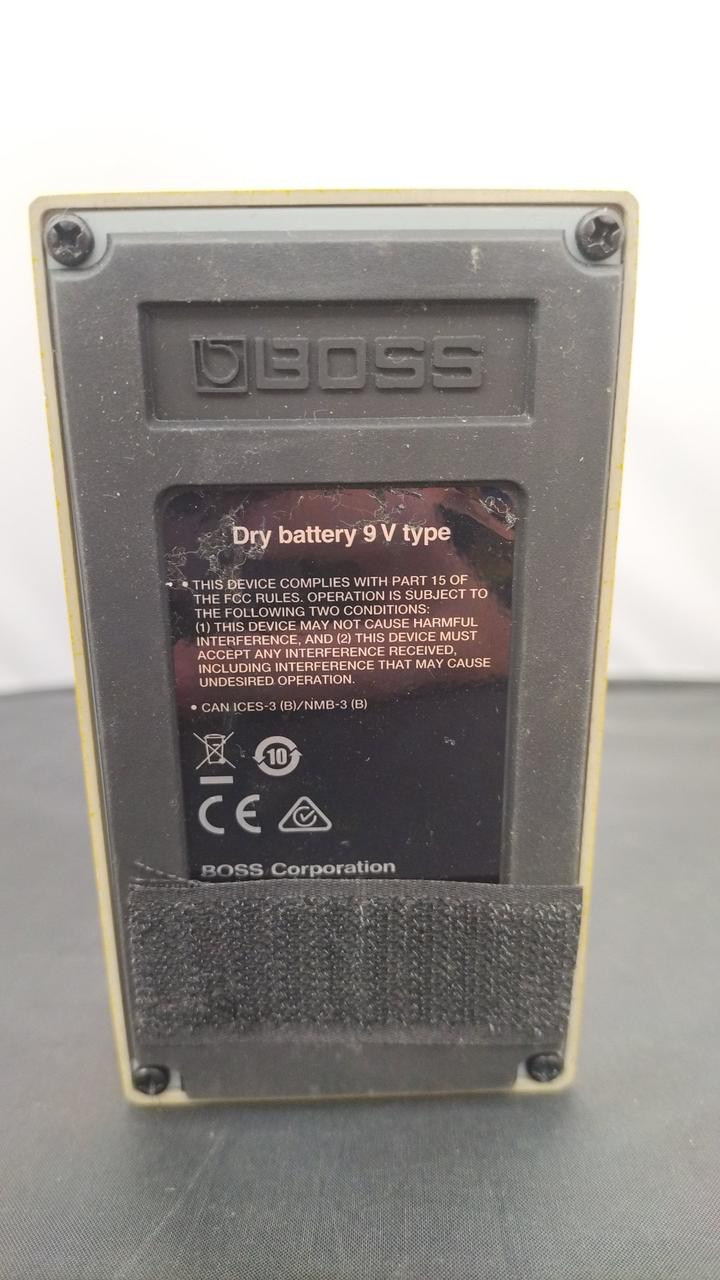 BOSS
Dry battery 9 V type
• THIS DEVICE COMPLIES WITH PART 15 OF
THE FCC RULES. OPERATION IS SUBJECT TO
THE FOLLOWING TWO CONDITIONS:
(1) THIS DEVICE MAY NOT CAUSE HARMFUL
INTERFERENCE, AND (2) THIS DEVICE MUST
ACCEPT ANY INTERFERENCE RECEIVED,
INCLUDING INTERFERENCE THAT MAY CAUSE
UNDESIRED OPERATION.
• CAN ICES-3 (B)/NMB-3 (B)
10
CE
BOSS Corporation